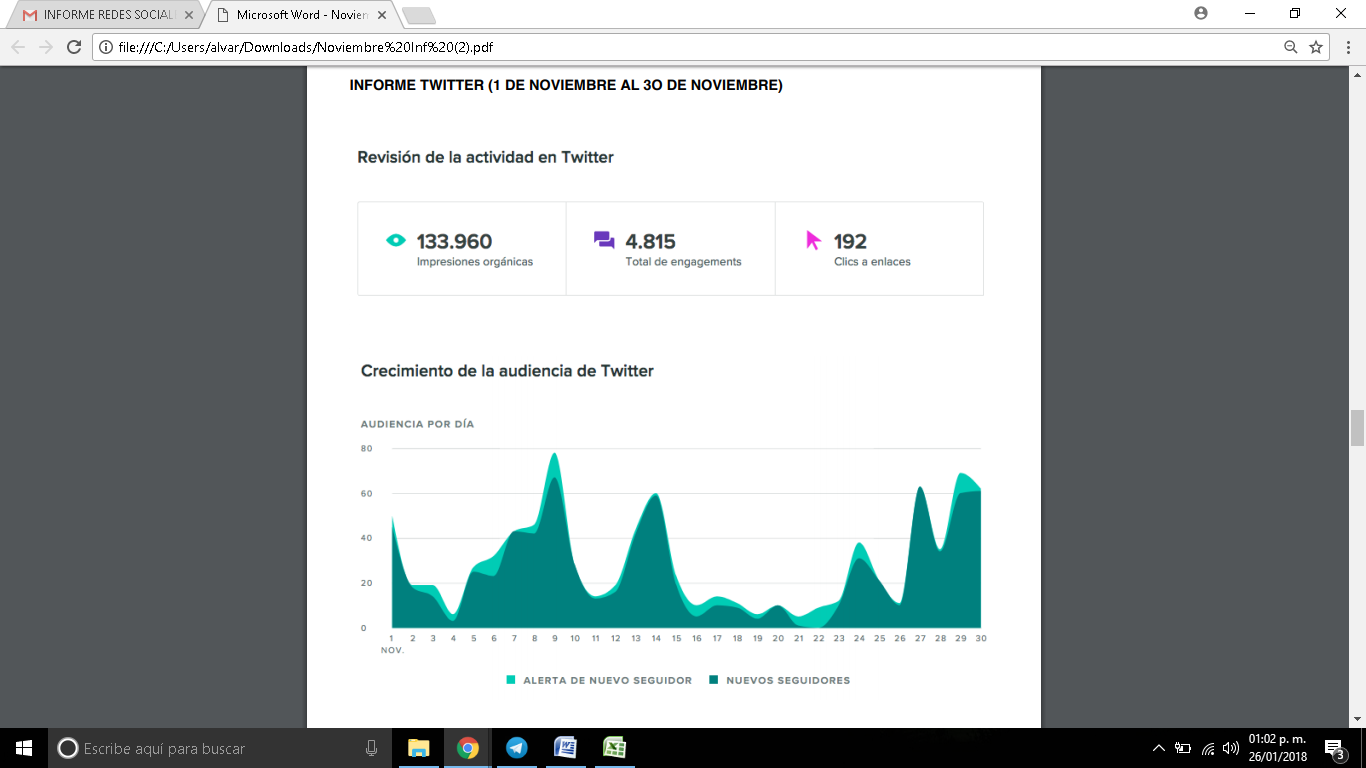 INFORME REDES SOCIAL
Microsoft Word - Novien
file:///C:/Users/alvar/Downloads/Noviembre%20Inf%20(2).pdf
INFORME TWITTER (1 DE NOVIEMBRE AL 3O DE NOVIEMBRE)
Revisión de la actividad en Twitter
133.960
Impresiones orgánicas
4.815
Total de engagements
192
Clics a enlaces
Crecimiento de la audiencia de Twitter
AUDIENCIA POR DÍA
80
60
40
20
0
1 2 3 4 5 6 7 8 9 10 11 12 13 14 15 16 17 18 19 20 21 22 23 24 25 26 27 28 29 30
NOV.
ALERTA DE NUEVO SEGUIDOR NUEVOS SEGUIDORES
Escribe aquí para buscar
01:02 p. m.
26/01/2018
3